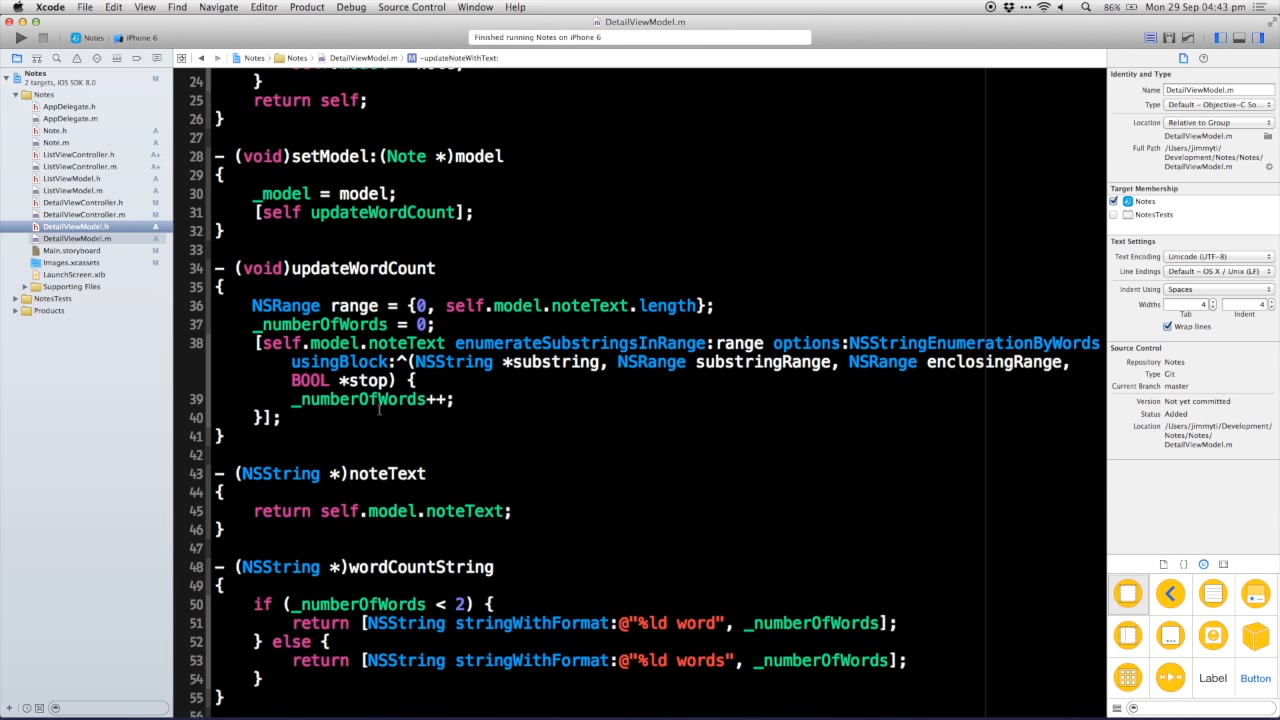 Xcode File Edit View Find Navigate Editor Product Debug Source Control Window Help 86% Mon 29 Sep 04:43 pm
DetailViewModel.m
Notes iPhone 6 Finished running Notes on iPhone 6
Notes Notes DetailViewModel.m M -updateNoteWithText:
Notes M
2 targets, iOS SDK 8.0
Notes
h AppDelegate.h
m AppDelegate.m
h Note.h A
m Note.m A
h ListViewController.h A+
m ListViewController.m A+
h ListViewModel.h A
m ListViewModel.m A
h DetailViewController.h M
m DetailViewController.m M
h DetailViewModel.h A
m DetailViewModel.m A
Main.storyboard M
Images.xcassets M
LaunchScreen.xib
Supporting Files
NotesTests
Products
24 }
25 return self;
26 }
27
28 - (void)setModel:(Note *)model
29 {
30 _model = model;
31 [self updateWordCount];
32 }
33
34 - (void)updateWordCount
35 {
36 NSRange range = {0, self.model.noteText.length};
37 _numberOfWords = 0;
38 [self.model.noteText enumerateSubstringsInRange:range options:NSStringEnumerationByWords
usingBlock:^(NSString *substring, NSRange substringRange, NSRange enclosingRange,
BOOL *stop) {
39 _numberOfWords++;
40 }];
41 }
42
43 - (NSString *)noteText
44 {
45 return self.model.noteText;
46 }
47
48 - (NSString *)wordCountString
49 {
50 if (_numberOfWords < 2) {
51 return [NSString stringWithFormat:@"%ld word", _numberOfWords];
52 } else {
53 return [NSString stringWithFormat:@"%ld words", _numberOfWords];
54 }
55 }
56
Identity and Type
Name DetailViewModel.m
Type Default - Objective-C So...
Location Relative to Group
DetailViewModel.m
Full Path /Users/jimmyti/
Development/Notes/Notes/
DetailViewModel.m
Target Membership
Notes
NotesTests
Text Settings
Text Encoding Unicode (UTF-8)
Line Endings Default - OS X / Unix (LF)
Indent Using Spaces
Widths 4 4
Tab Indent
Wrap lines
Source Control
Repository Notes
Type Git
Current Branch master
Version Not yet committed
Status Added
Location /Users/jimmyti/Development/
Notes/Notes/
DetailViewModel.m
Label Button